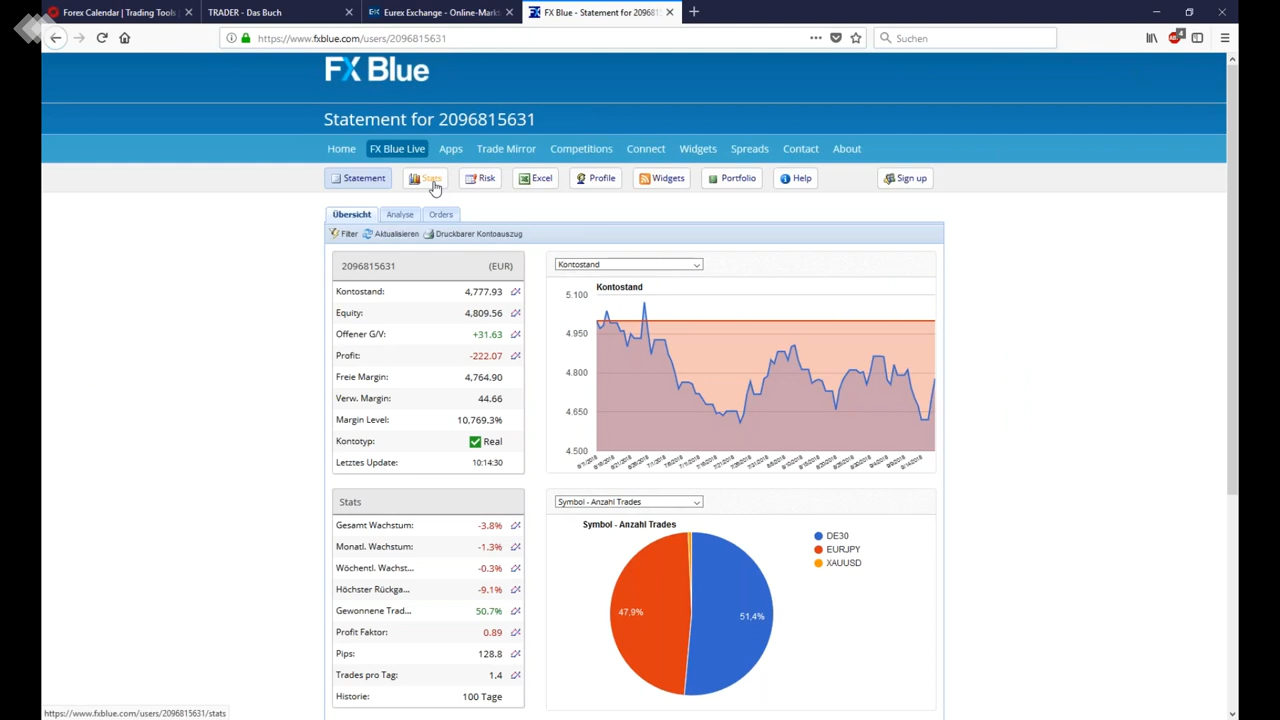 Forex Calendar | Trading Tools
TRADER - Das Buch
Eurex Exchange - Online-Markt
FX Blue - Statement for 2096815
https://www.fxblue.com/users/2096815631
Suchen
4
FX Blue
Statement for 2096815631
Home FX Blue Live Apps Trade Mirror Competitions Connect Widgets Spreads Contact About
Statement Stats Risk Excel Profile Widgets Portfolio Help Sign up
Übersicht Analyse Orders
Filter Aktualisieren Druckbarer Kontoauszug
2096815631 (EUR)
Kontostand: 4,777.93
Equity: 4,809.56
Offener G/V: +31.63
Profit: -222.07
Freie Margin: 4,764.90
Verw. Margin: 44.66
Margin Level: 10,769.3%
Kontotyp: Real
Letztes Update: 10:14:30
Kontostand
Kontostand
5.100
4.950
4.800
4.650
4.500
Stats
Gesamt Wachstum: -3.8%
Monatl. Wachstum: -1.3%
Wöchentl. Wachst... -0.3%
Höchster Rückga... -9.1%
Gewonnene Trad... 50.7%
Profit Faktor: 0.89
Pips: 128.8
Trades pro Tag: 1.4
Historie: 100 Tage
Symbol - Anzahl Trades
Symbol - Anzahl Trades
47,9%
51,4%
DE30
EURJPY
XAUUSD
https://www.fxblue.com/users/2096815631/stats